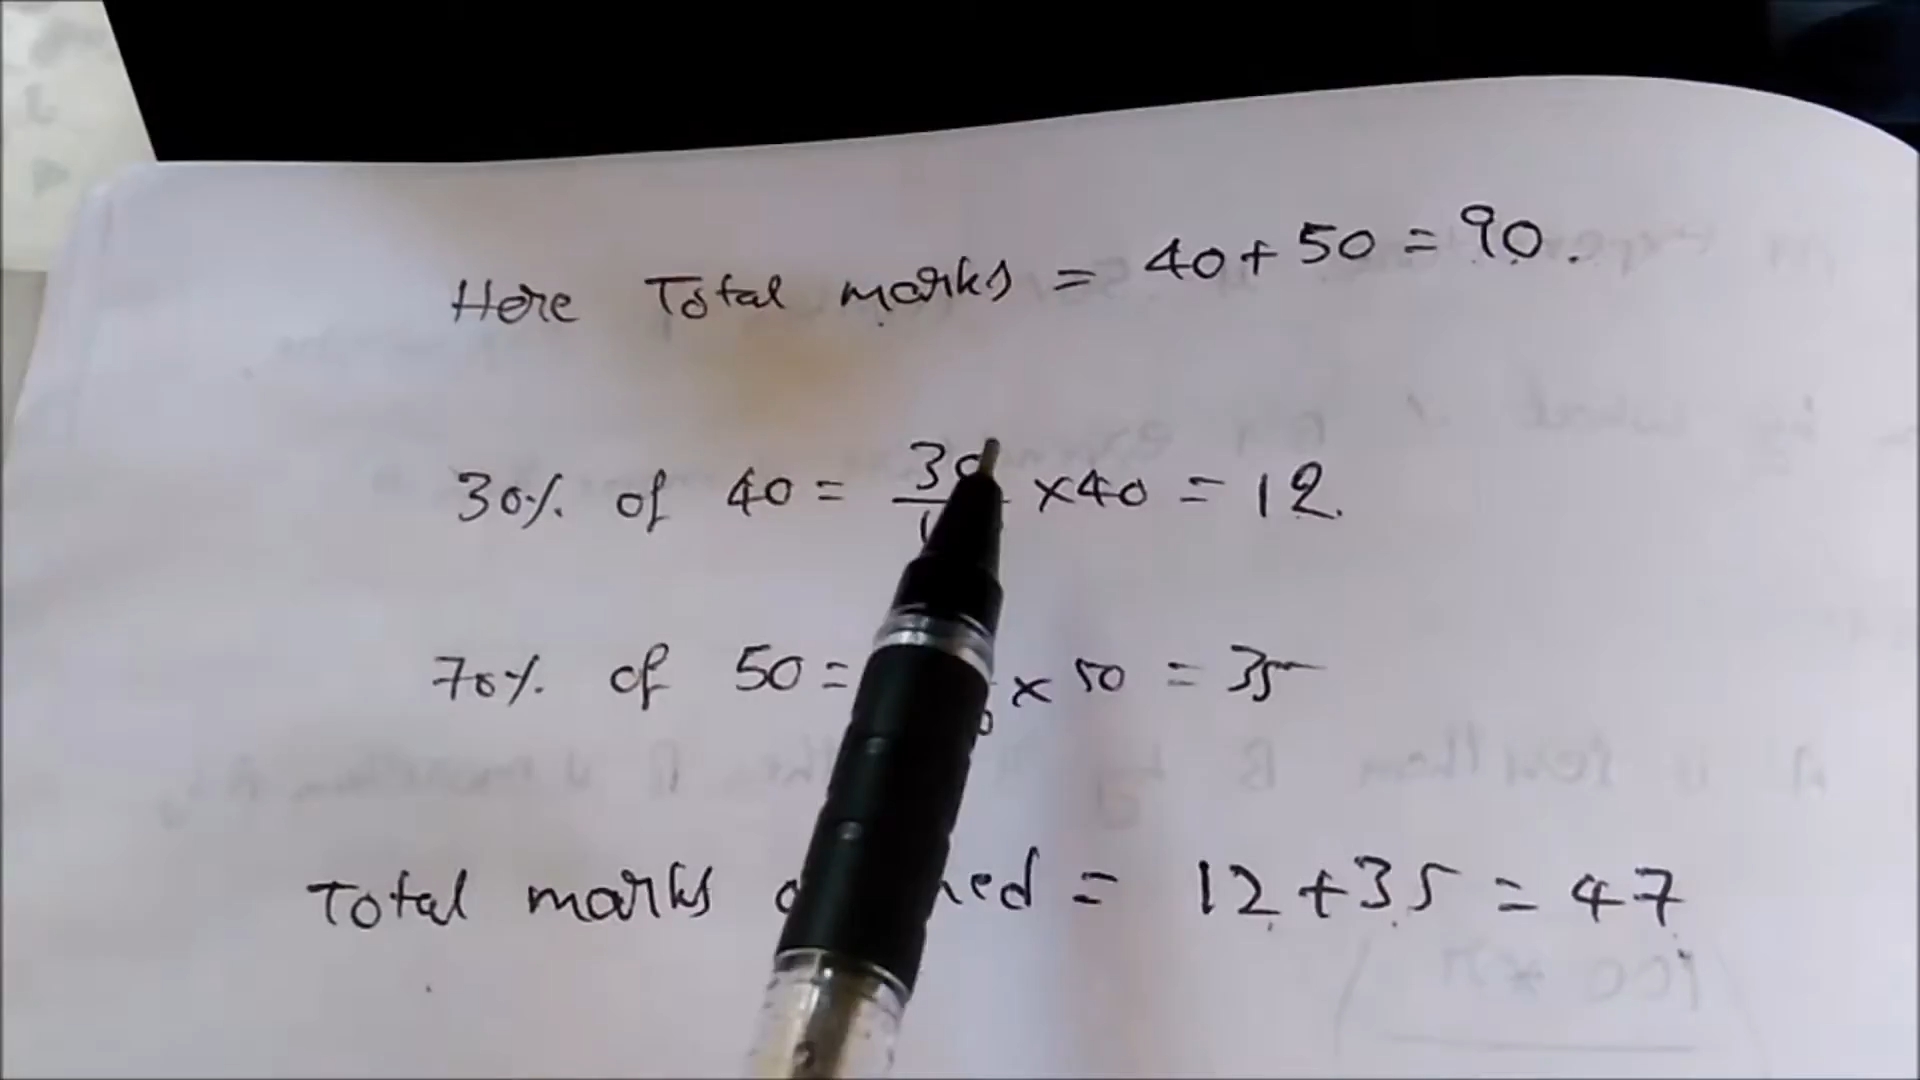 Here Total marks = 40 + 50 = 90.
30% of 40 = 30 × 40 = 12.
70% of 50 = × 50 = 35
Total marks = 12 + 35 = 47